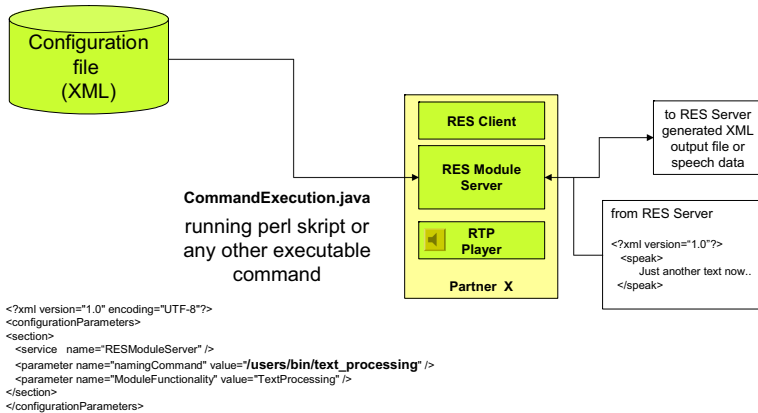 Configuration
file
(XML)
RES Client
RES Module
Server
RTP
Player
Partner X
to RES Server
generated XML
output file or
speech data
from RES Server
<?xml version="1.0"?>
<speak>
Just another text now..
</speak>
CommandExecution.java
running perl skript or
any other executable
command
<?xml version="1.0" encoding="UTF-8"?>
<configurationParameters>
<section>
<service name="RESModuleServer" />
<parameter name="namingCommand" value="/users/bin/text_processing" />
<parameter name="ModuleFunctionality" value="TextProcessing" />
</section>
</configurationParameters>